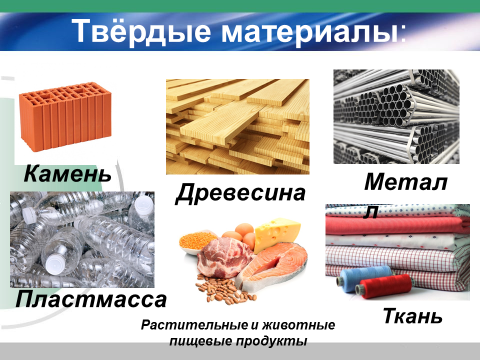 Твёрдые материалы:
Камень
Древесина
Метал
л
Пластмасса
Растительные и животные
пищевые продукты
Ткань